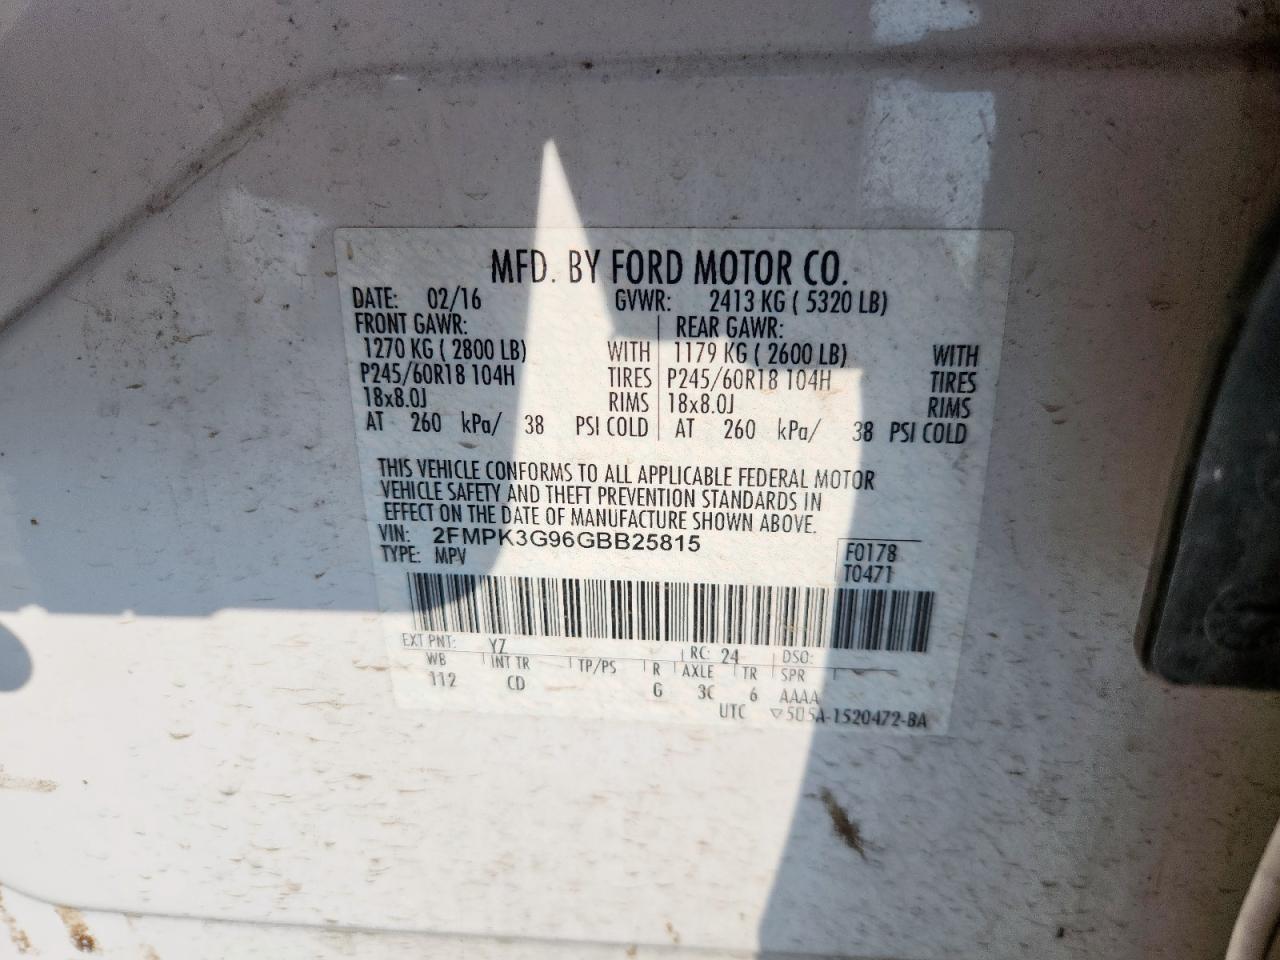 MFD. BY FORD MOTOR CO.
DATE: 02/16 GVWR: 2413 KG ( 5320 LB)
FRONT GAWR: REAR GAWR:
1270 KG ( 2800 LB) WITH 1179 KG ( 2600 LB) WITH
P245/60R18 104H TIRES P245/60R18 104H TIRES
18x8.0J RIMS 18x8.0J RIMS
AT 260 kPa/ 38 PSI COLD AT 260 kPa/ 38 PSI COLD
THIS VEHICLE CONFORMS TO ALL APPLICABLE FEDERAL MOTOR
VEHICLE SAFETY AND THEFT PREVENTION STANDARDS IN
EFFECT ON THE DATE OF MANUFACTURE SHOWN ABOVE.
VIN: 2FMPK3G96GBB25815
TYPE: MPV
F0178
T0471
EXT PNT: YZ RC: 24 DSO:
WB INT TR TP/PS R AXLE TR SPR
112 CD G 3C 6 AAAA
UTC ▽505A-1520472-BA